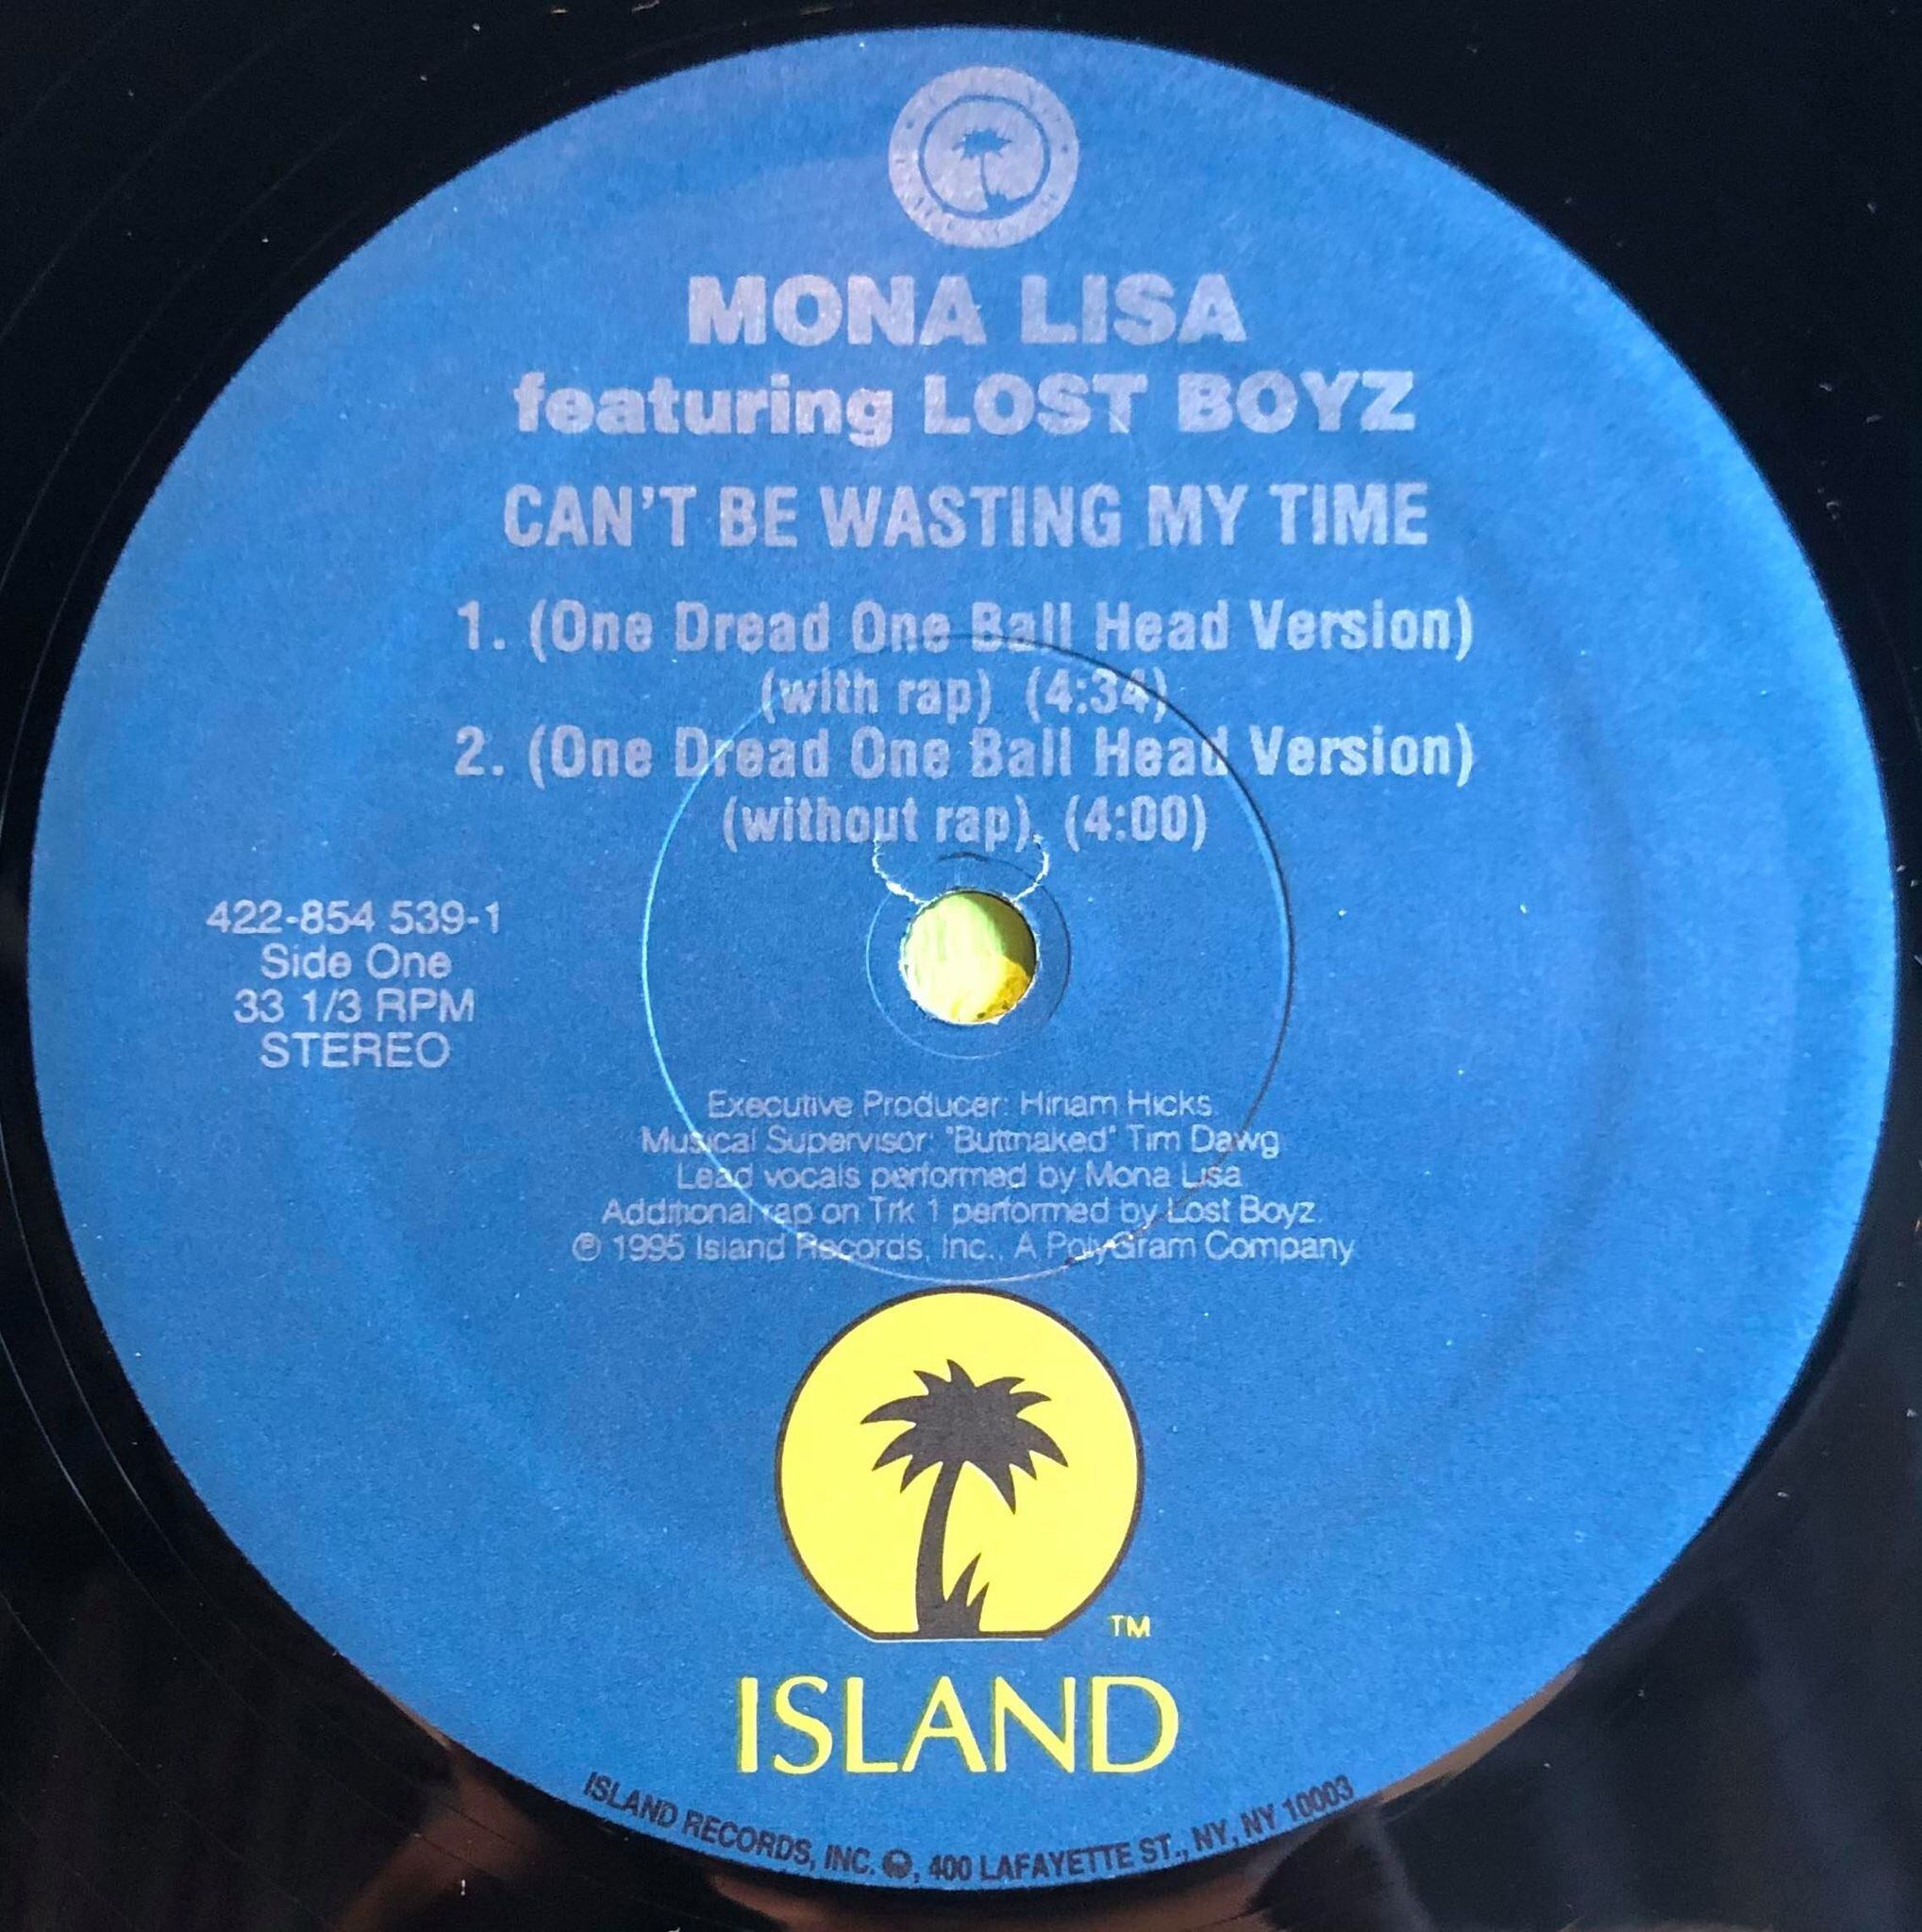 MONA LISA
featuring LOST BOYZ
CAN'T BE WASTING MY TIME
1. (One Dread One Ball Head Version)
(with rap) (4:34)
2. (One Dread One Ball Head Version)
(without rap) (4:00)
422-854 539-1
Side One
33 1/3 RPM
STEREO
Executive Producer: Hiriam Hicks.
Musical Supervisor: "Buttnaked" Tim Dawg
Lead vocals performed by Mona Lisa.
Additional rap on Trk 1 performed by Lost Boyz.
℗ 1995 Island Records, Inc., A PolyGram Company
TM
ISLAND
ISLAND RECORDS, INC. , 400 LAFAYETTE ST., NY, NY 10003